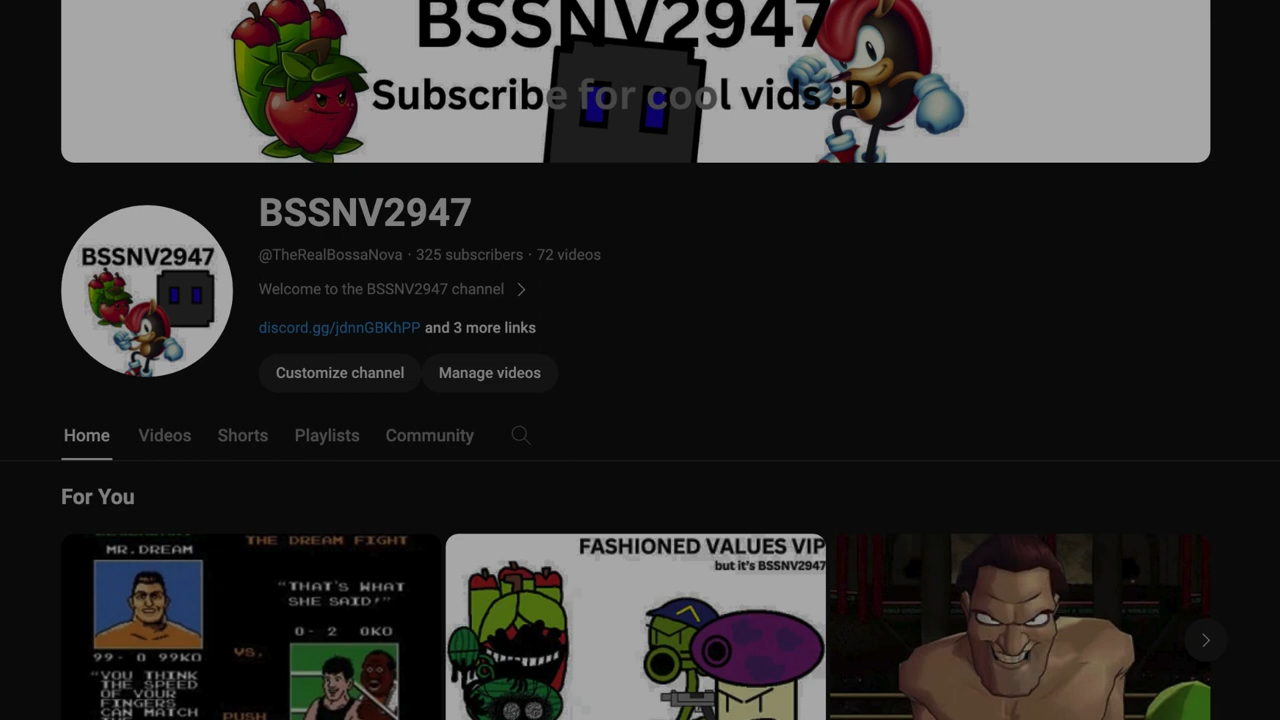 BSSNV2947
Subscribe for cool vids :D
BSSNV2947
BSSNV2947
@TheRealBossaNova · 325 subscribers · 72 videos
Welcome to the BSSNV2947 channel
discord.gg/jdnnGBKhPP and 3 more links
Customize channel
Manage videos
Home
Videos
Shorts
Playlists
Community
For You
THE DREAM FIGHT
MR.DREAM
"THAT'S WHAT
SHE SAID!"
0- 2 0KO
99- 0 99KO
VS.
"YOU THINK
THE SPEED
OF YOUR
FINGERS
CAN MATCH
PUSH
FASHIONED VALUES VIP
but it's BSSNV2947